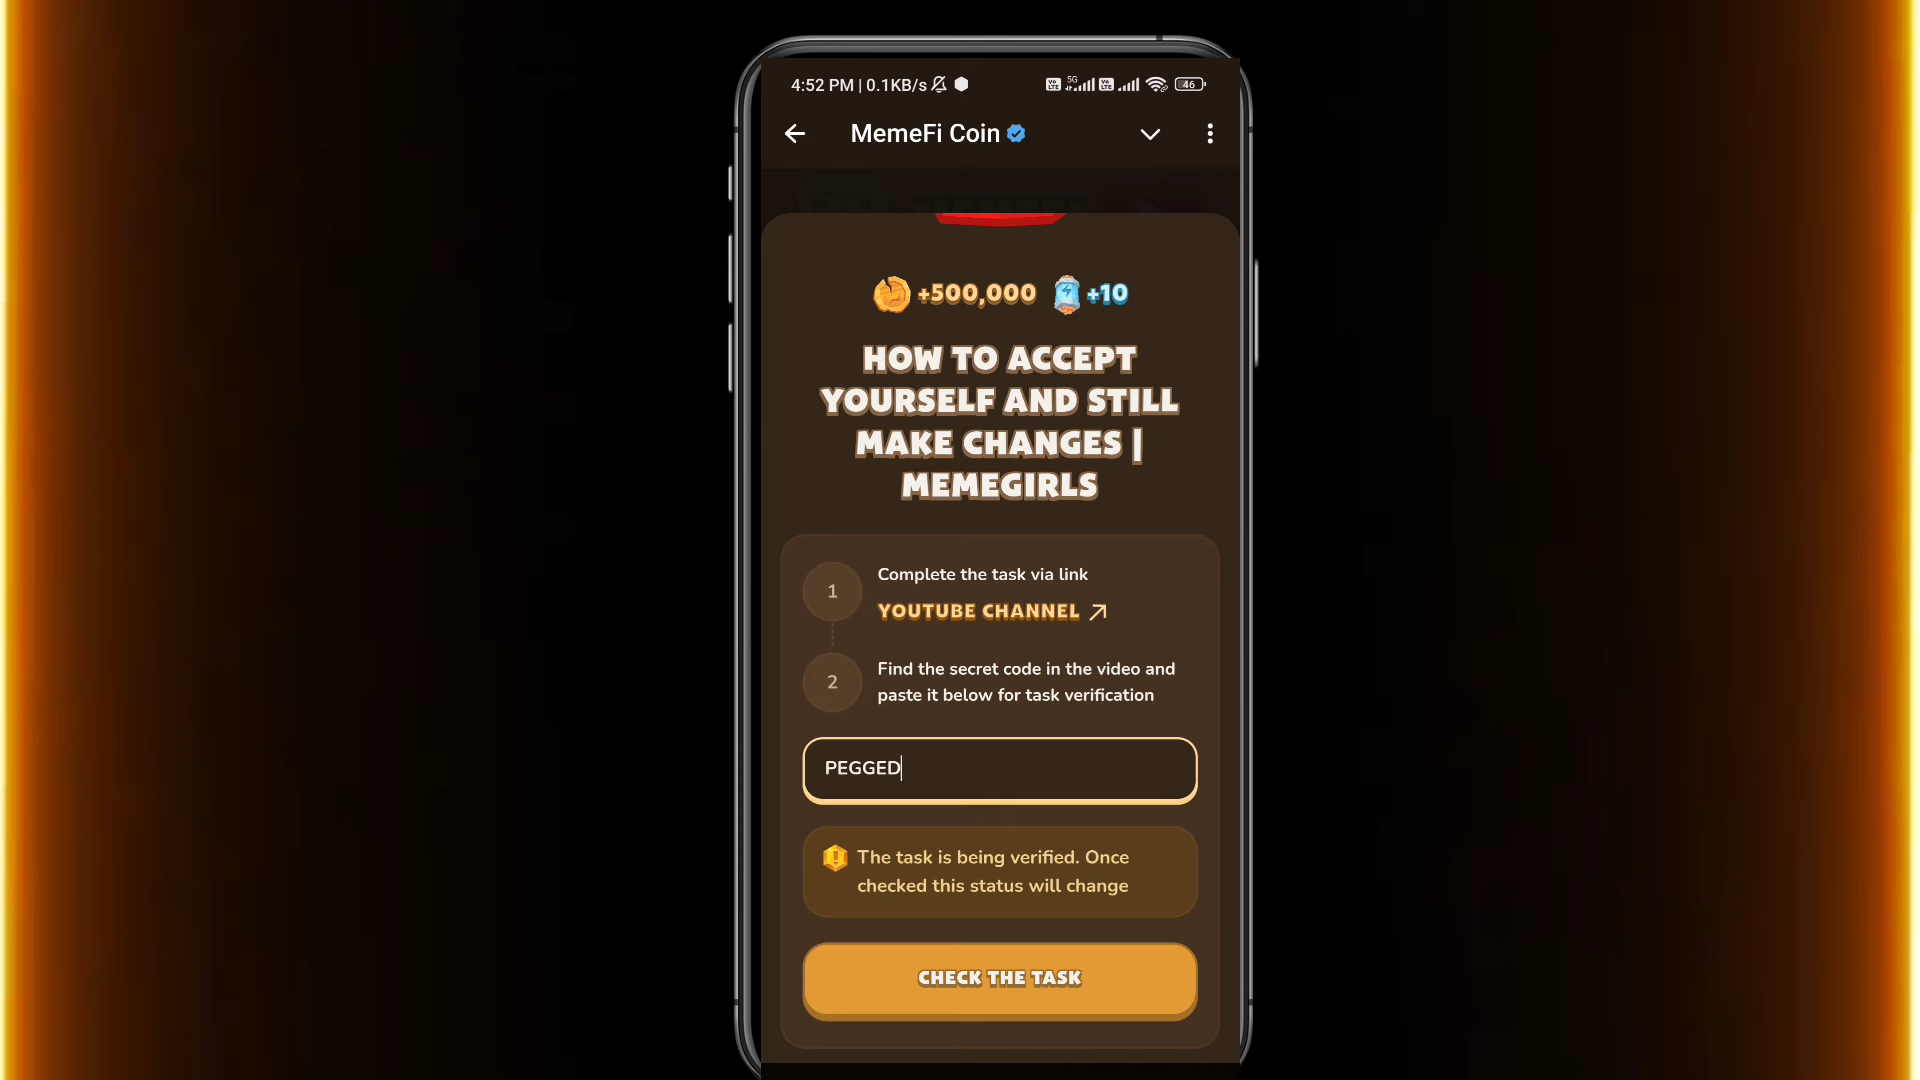 4:52 PM | 0.1KB/s 5G 46
MemeFi Coin
+500,000 +10
HOW TO ACCEPT
YOURSELF AND STILL
MAKE CHANGES |
MEMEGIRLS
1
Complete the task via link
YOUTUBE CHANNEL
2
Find the secret code in the video and
paste it below for task verification
PEGGED
The task is being verified. Once
checked this status will change
CHECK THE TASK